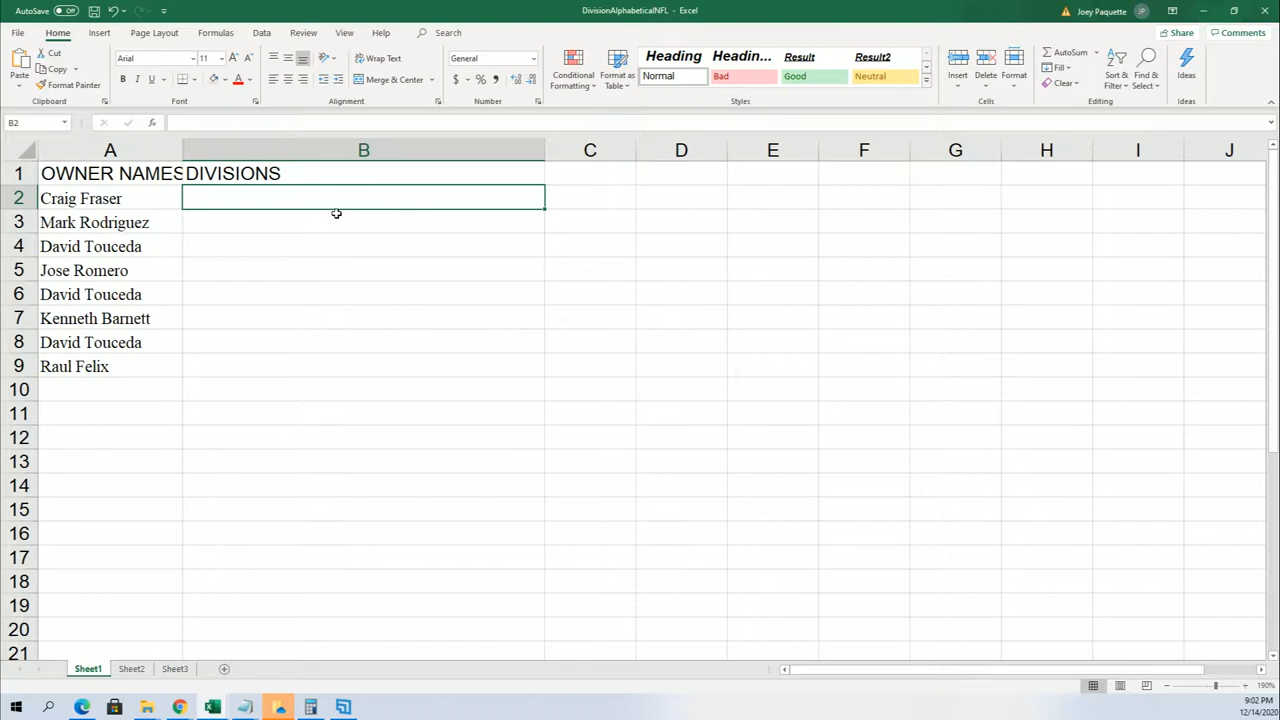 AutoSave Off DivisionAlphabeticalNFL - Excel Joey Paquette JP
File Home Insert Page Layout Formulas Data Review View Help Search Share Comments
Paste Cut Copy Format Painter Clipboard
Arial 11 A A B I U A Font
Wrap Text Merge & Center Alignment
General $ % , Number
Conditional Formatting Format as Table
Heading Headin... Result Result2
Normal Bad Good Neutral
Styles
Insert Delete Format Cells
AutoSum Fill Clear Sort & Filter Find & Select Editing
Ideas Ideas
B2 fx
A B C D E F G H I J
1 OWNER NAMES DIVISIONS
2 Craig Fraser
3 Mark Rodriguez
4 David Touceda
5 Jose Romero
6 David Touceda
7 Kenneth Barnett
8 David Touceda
9 Raul Felix
10
11
12
13
14
15
16
17
18
19
20
21
Sheet1 Sheet2 Sheet3
190%
9:02 PM
12/14/2020